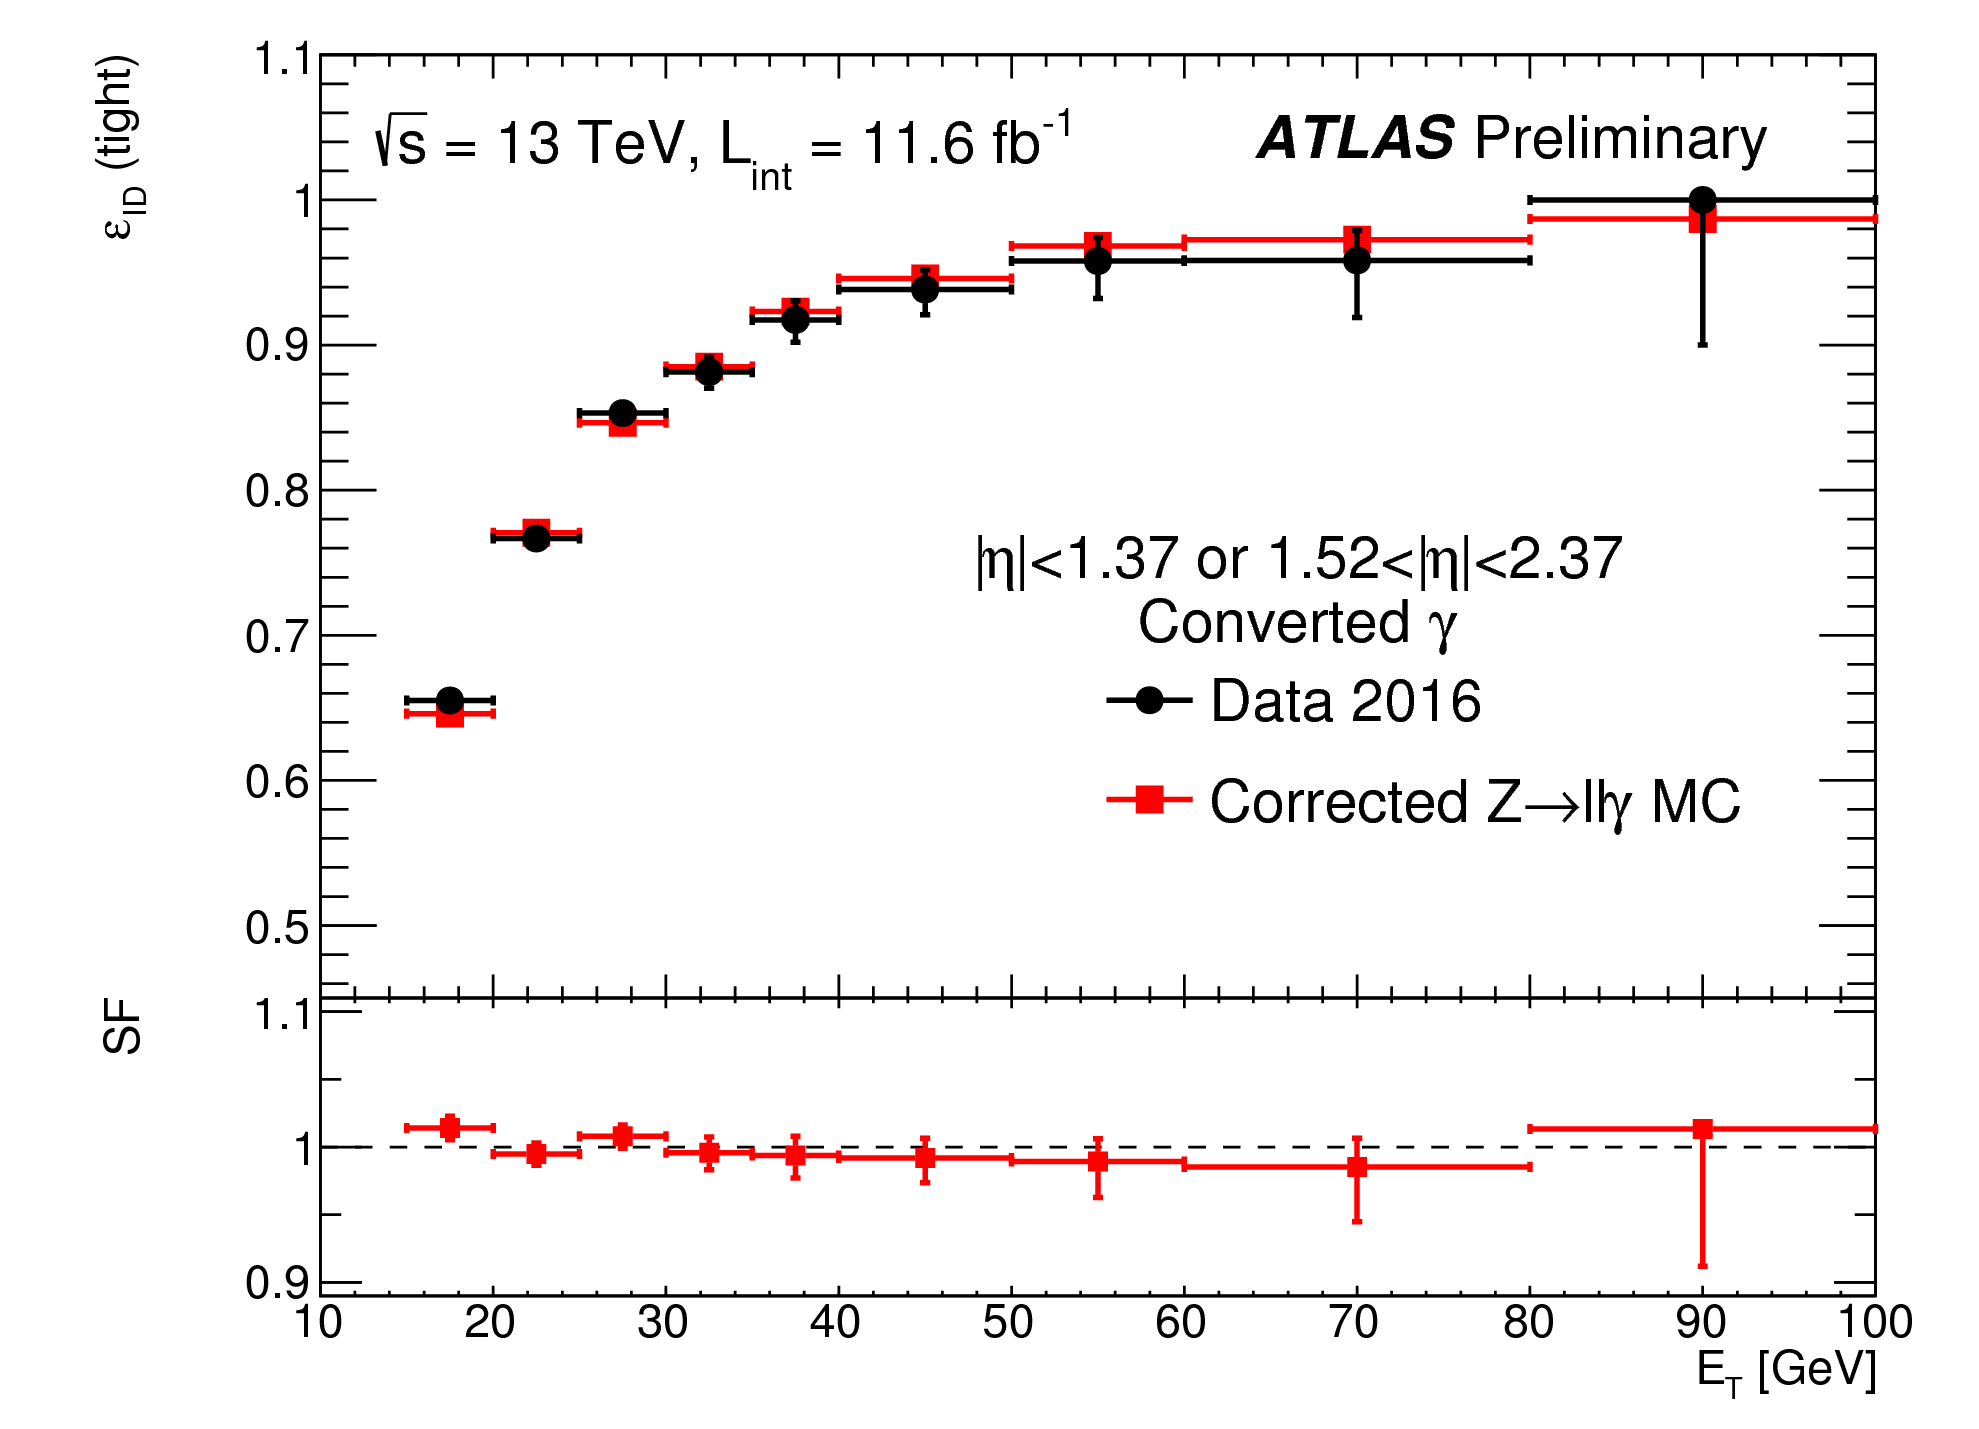 ε_ID (tight)
√s = 13 TeV, L_int = 11.6 fb⁻¹
ATLAS Preliminary
1.1
1
0.9
0.8
0.7
0.6
0.5
|η|<1.37 or 1.52<|η|<2.37
Converted γ
Data 2016
Corrected Z→llγ MC
SF
1.1
1
0.9
10 20 30 40 50 60 70 80 90 100
E_T [GeV]